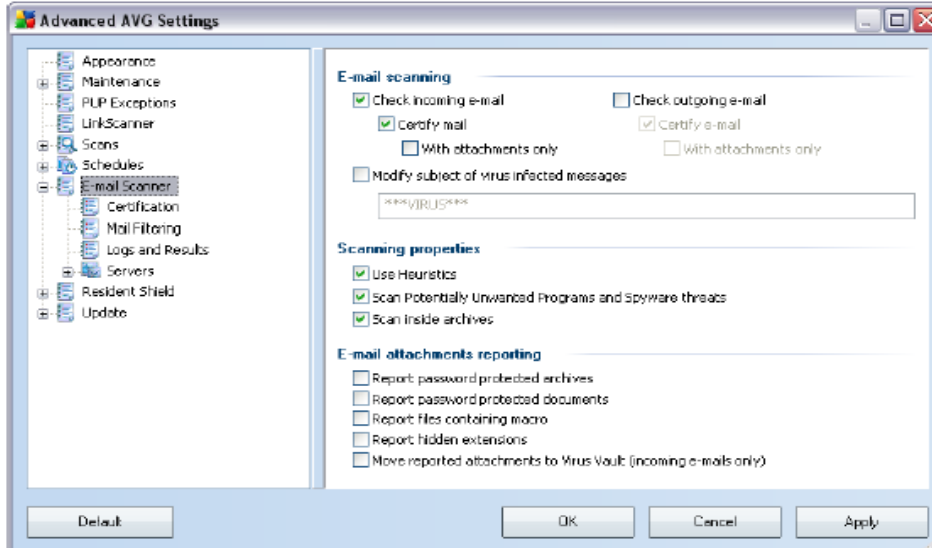 Advanced AVG Settings
Appearance
Maintenance
PUP Exceptions
LinkScanner
Scans
Schedules
E-mail Scanner
Certification
Mail Filtering
Logs and Results
Servers
Resident Shield
Update
E-mail scanning
Check incoming e-mail
Check outgoing e-mail
Certify mail
Certify e-mail
With attachments only
With attachments only
Modify subject of virus infected messages
***VIRUS***
Scanning properties
Use Heuristics
Scan Potentially Unwanted Programs and Spyware threats
Scan inside archives
E-mail attachments reporting
Report password protected archives
Report password protected documents
Report files containing macro
Report hidden extensions
Move reported attachments to Virus Vault (incoming e-mails only)
Default
OK
Cancel
Apply